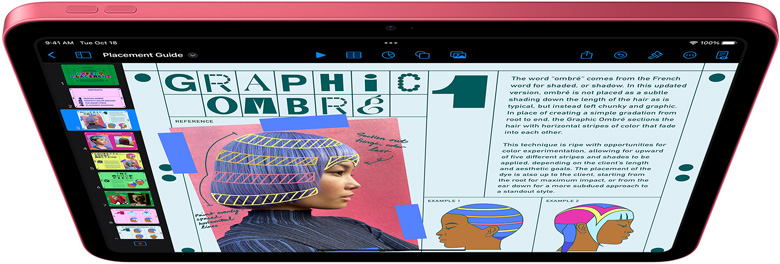 9:41 AM Tue Oct 18
100%
Placement Guide
GRAPHIC
OMBRÉ
1
REFERENCE
The word "ombré" comes from the French
word for shaded, or shadow. In this updated
version, ombré is not placed as a subtle
shading down the length of the hair as is
typical, but instead left chunky and graphic.
In place of creating a simple gradation from
root to end, the Graphic Ombré sections the
hair with horizontal stripes of color that fade
into each other.
This technique is ripe with opportunities for
color experimentation, allowing for upward
of five different stripes and shades to be
applied, depending on the client's length
and aesthetic goals. The placement of the
dye is also up to the client, starting from
the root for maximum impact, or from the
ear down for a more subdued approach to
a standout style.
EXAMPLE 1
EXAMPLE 2